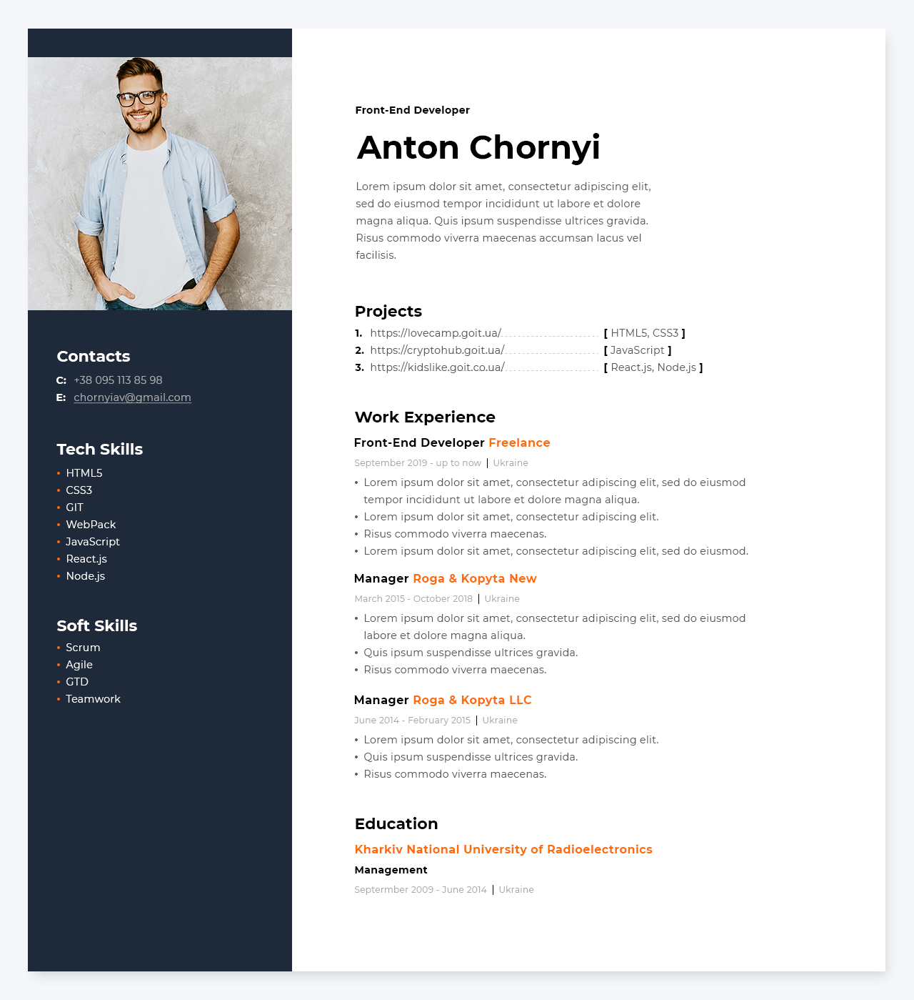 Contacts
C: +38 095 113 85 98
E: chornyiav@gmail.com
Tech Skills
• HTML5
• CSS3
• GIT
• WebPack
• JavaScript
• React.js
• Node.js
Soft Skills
• Scrum
• Agile
• GTD
• Teamwork
Front-End Developer
Anton Chornyi
Lorem ipsum dolor sit amet, consectetur adipiscing elit,
sed do eiusmod tempor incididunt ut labore et dolore
magna aliqua. Quis ipsum suspendisse ultrices gravida.
Risus commodo viverra maecenas accumsan lacus vel
facilisis.
Projects
1. https://lovecamp.goit.ua/ [ HTML5, CSS3 ]
2. https://cryptohub.goit.ua/ [ JavaScript ]
3. https://kidslike.goit.co.ua/ [ React.js, Node.js ]
Work Experience
Front-End Developer Freelance
September 2019 - up to now | Ukraine
• Lorem ipsum dolor sit amet, consectetur adipiscing elit, sed do eiusmod
tempor incididunt ut labore et dolore magna aliqua.
• Lorem ipsum dolor sit amet, consectetur adipiscing elit.
• Risus commodo viverra maecenas.
• Lorem ipsum dolor sit amet, consectetur adipiscing elit, sed do eiusmod.
Manager Roga & Kopyta New
March 2015 - October 2018 | Ukraine
• Lorem ipsum dolor sit amet, consectetur adipiscing elit, sed do eiusmod
labore et dolore magna aliqua.
• Quis ipsum suspendisse ultrices gravida.
• Risus commodo viverra maecenas.
Manager Roga & Kopyta LLC
June 2014 - February 2015 | Ukraine
• Lorem ipsum dolor sit amet, consectetur adipiscing elit.
• Quis ipsum suspendisse ultrices gravida.
• Risus commodo viverra maecenas.
Education
Kharkiv National University of Radioelectronics
Management
Septermber 2009 - June 2014 | Ukraine